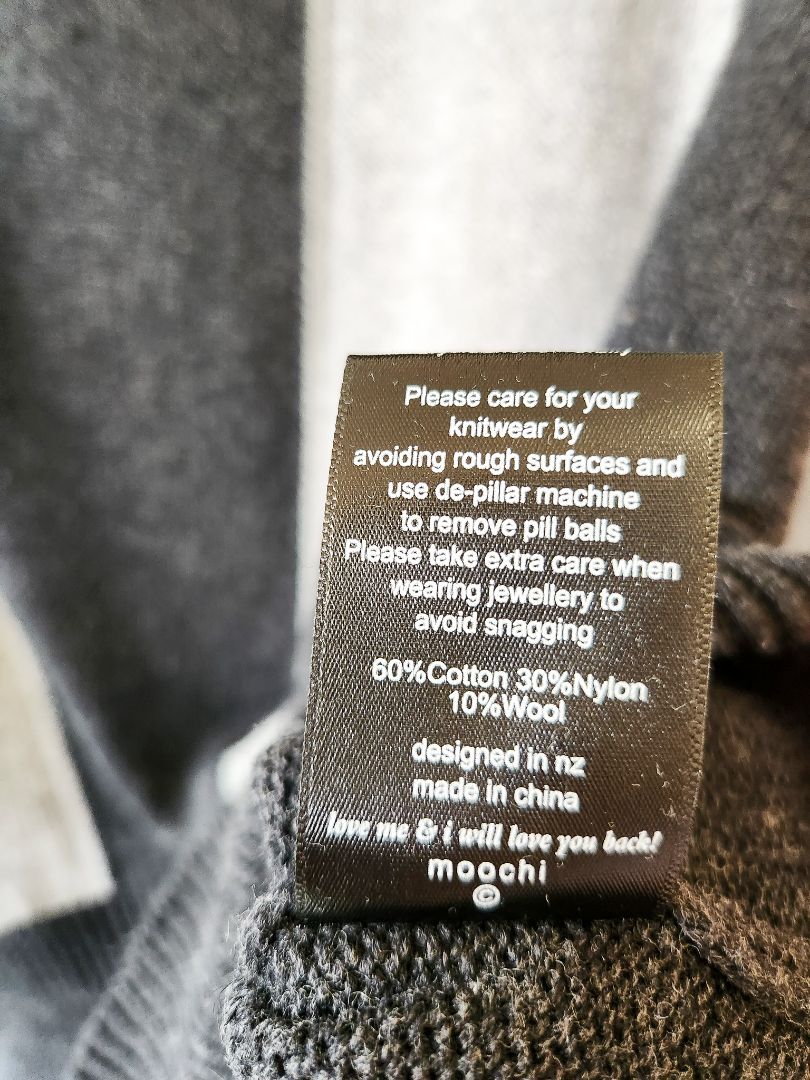 Please care for your
knitwear by
avoiding rough surfaces and
use de-pillar machine
to remove pill balls
Please take extra care when
wearing jewellery to
avoid snagging
60%Cotton 30%Nylon
10%Wool
designed in nz
made in china
love me & i will love you back!
moochi
©